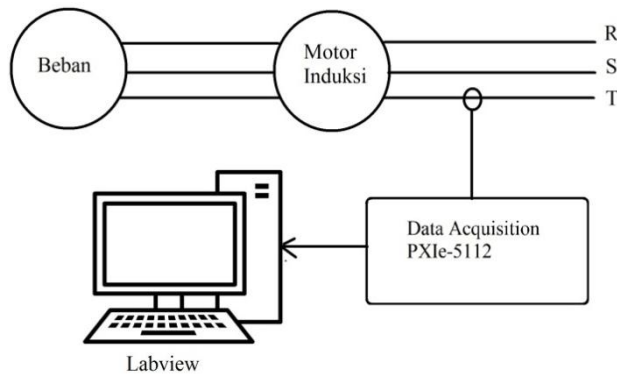 R
Beban
Motor
Induksi
S
T
Data Acquisition
PXIe-5112
Labview